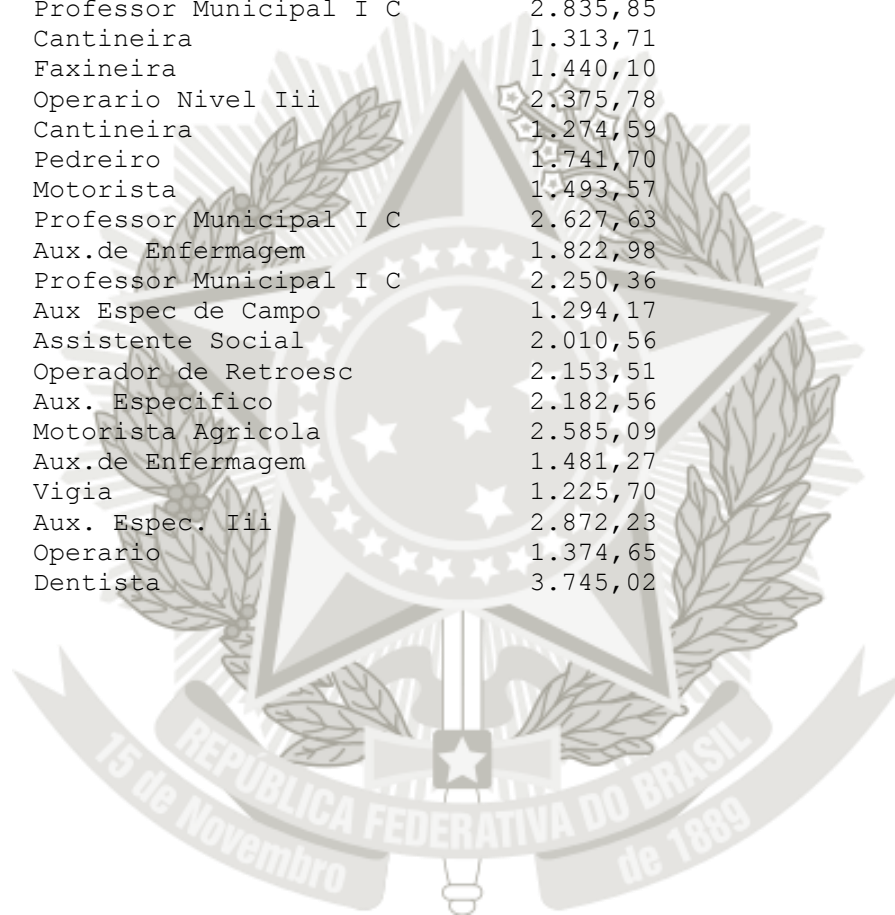 Professor Municipal I C 2.835,85
Cantineira 1.313,71
Faxineira 1.440,10
Operario Nivel Iii 2.375,78
Cantineira 1.274,59
Pedreiro 1.741,70
Motorista 1.493,57
Professor Municipal I C 2.627,63
Aux.de Enfermagem 1.822,98
Professor Municipal I C 2.250,36
Aux Espec de Campo 1.294,17
Assistente Social 2.010,56
Operador de Retroesc 2.153,51
Aux. Especifico 2.182,56
Motorista Agricola 2.585,09
Aux.de Enfermagem 1.481,27
Vigia 1.225,70
Aux. Espec. Iii 2.872,23
Operario 1.374,65
Dentista 3.745,02
REPÚBLICA FEDERATIVA DO BRASIL
15 de Novembro de 1889